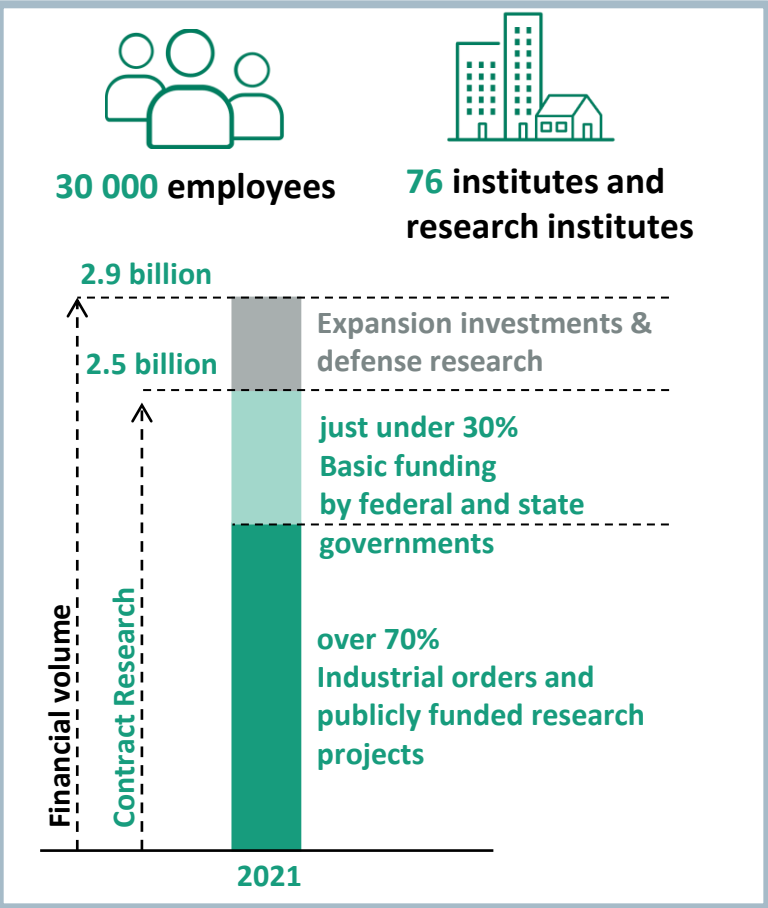 30 000 employees
76 institutes and
research institutes
2.9 billion
Expansion investments &
defense research
2.5 billion
just under 30%
Basic funding
by federal and state
governments
over 70%
Industrial orders and
publicly funded research
projects
Financial volume
Contract Research
2021